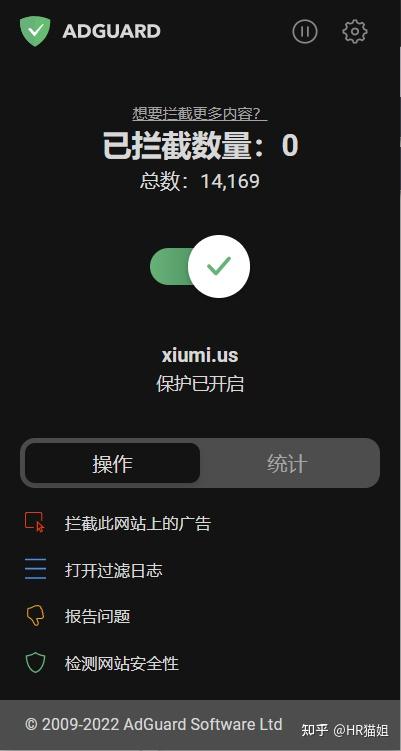 ADGUARD
想要拦截更多内容？
已拦截数量：0
总数：14,169
xiumi.us
保护已开启
操作 统计
拦截此网站上的广告
打开过滤日志
报告问题
检测网站安全性
© 2009-2022 AdGuard Software Ltd
知乎 @HR猫姐